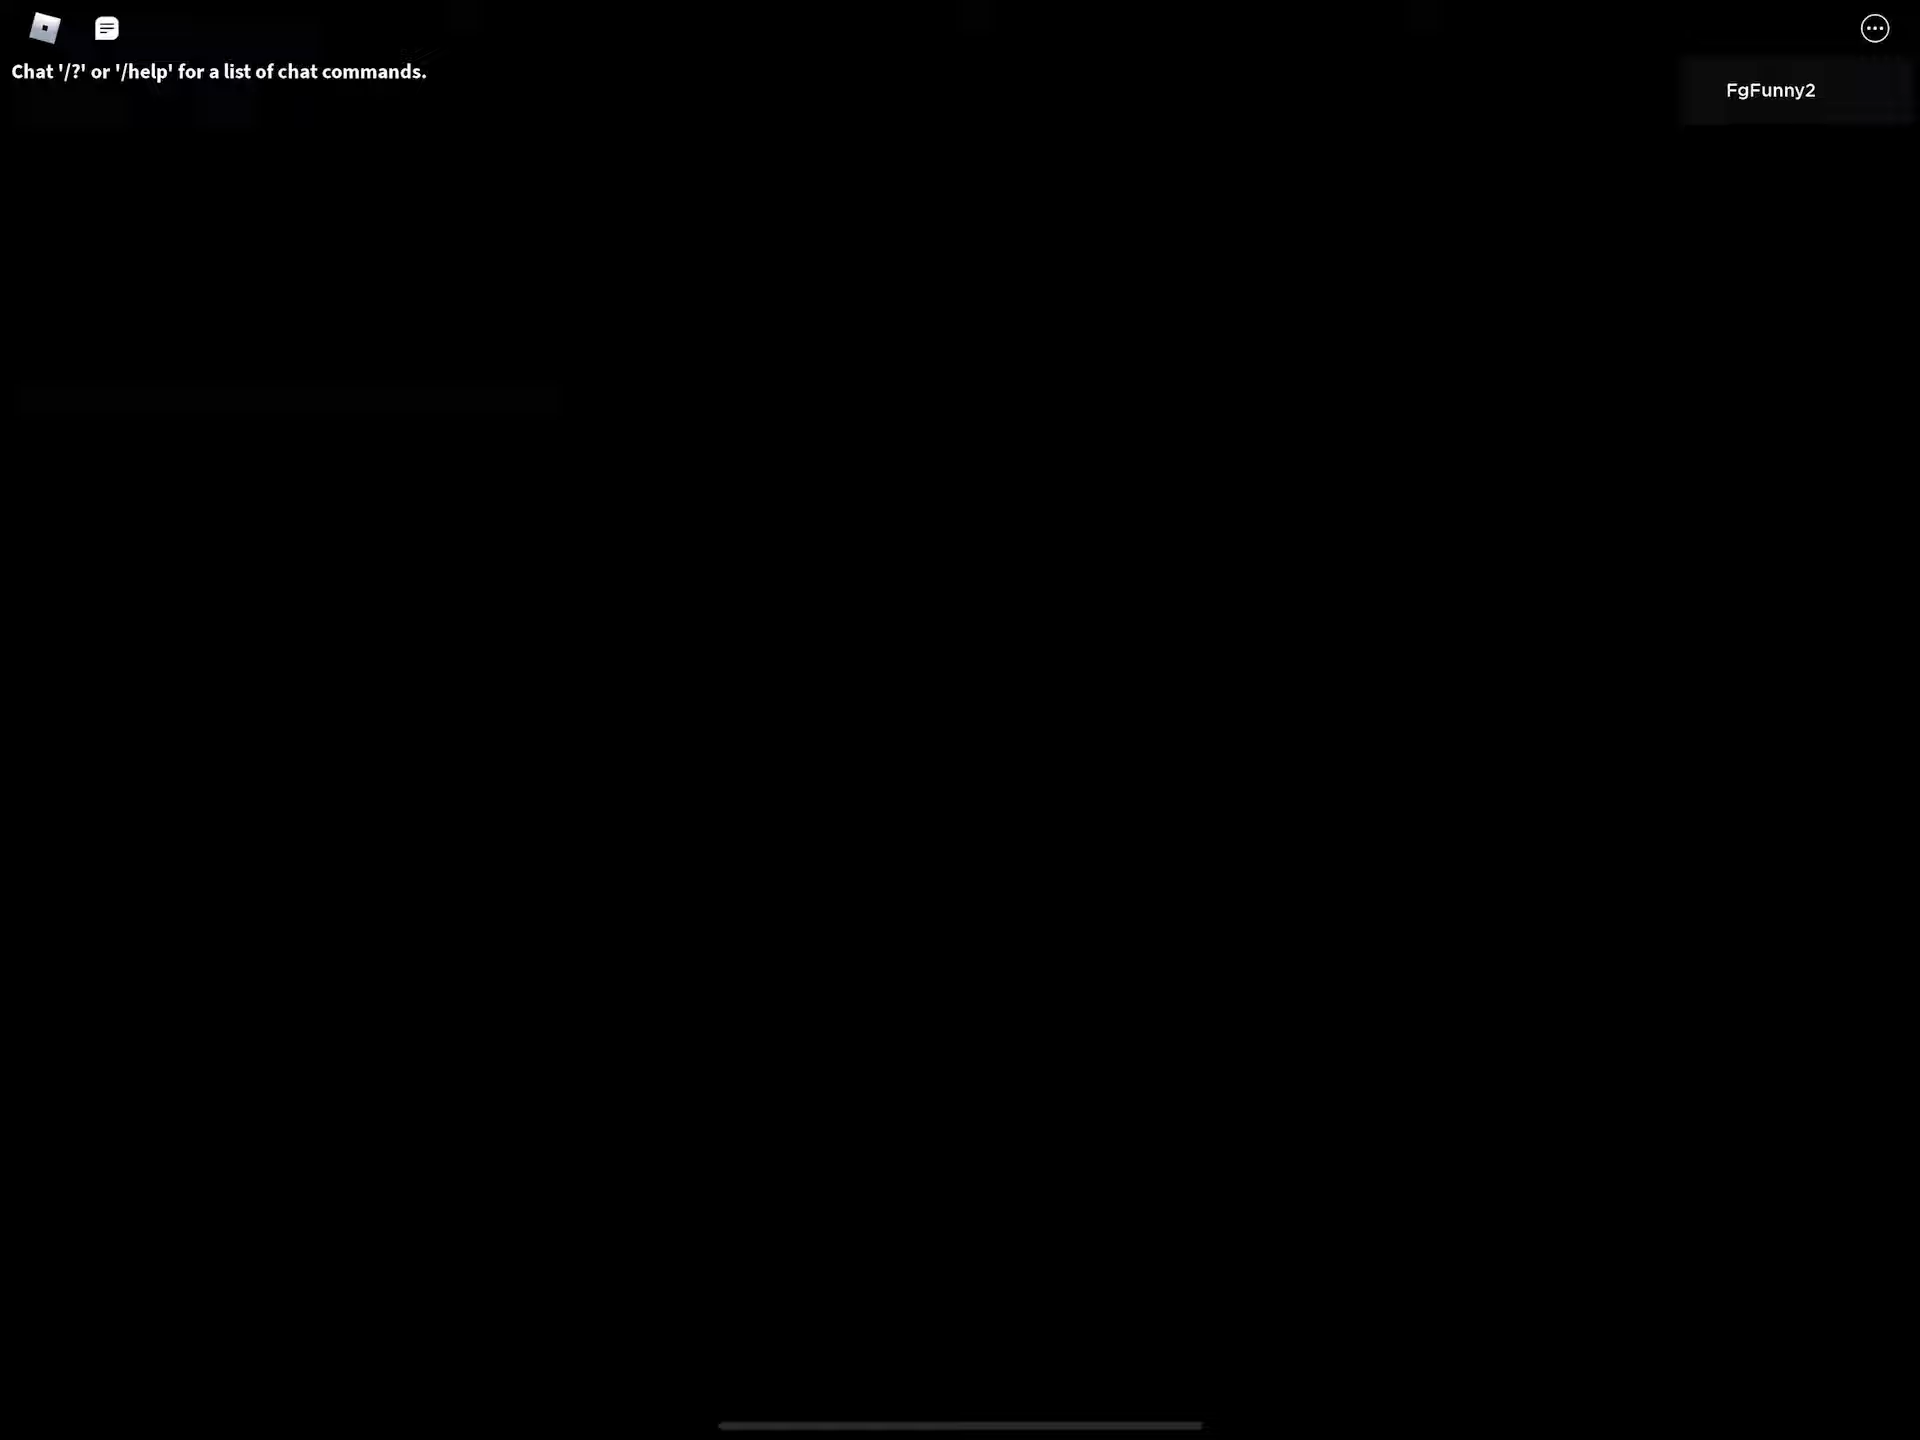 Chat '/?' or '/help' for a list of chat commands.
FgFunny2